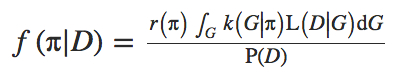 f (π|D) = r(π) ∫_G k(G|π)L(D|G)dG / P(D)